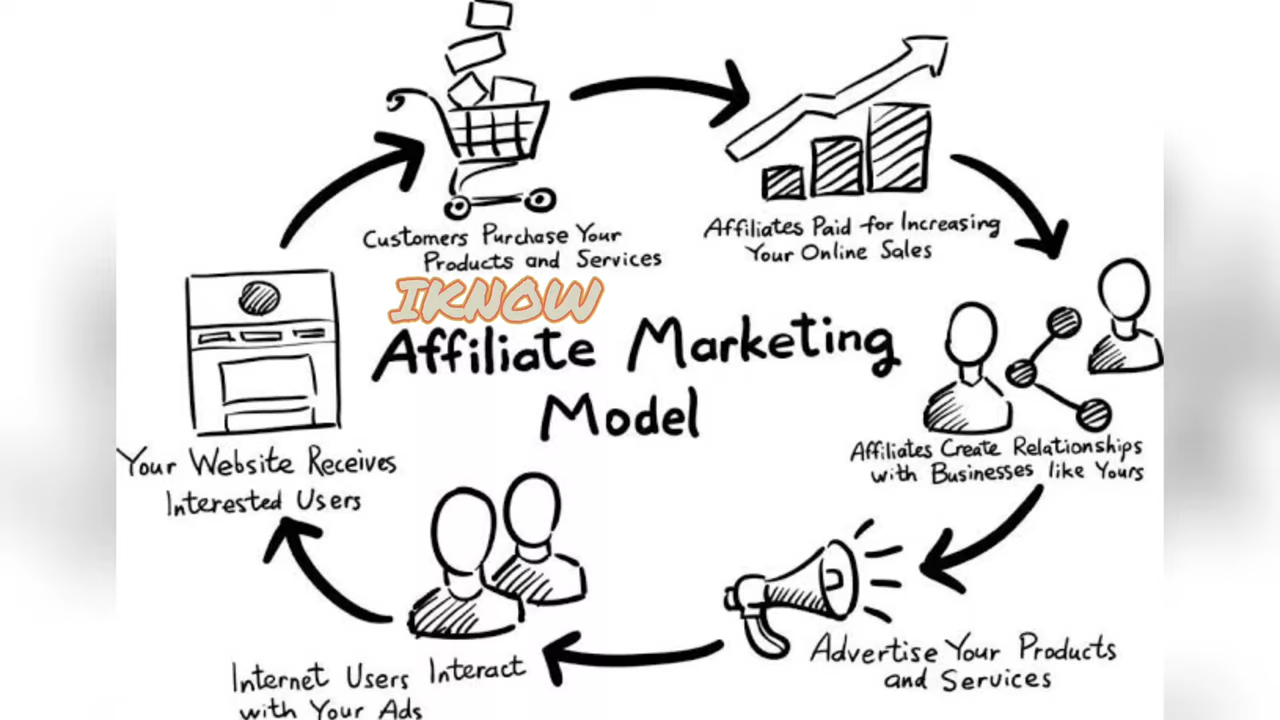 Customers Purchase Your
Products and Services
Affiliates Paid for Increasing
Your Online Sales
IKNOW
Affiliate Marketing
Model
Affiliates Create Relationships
with Businesses like Yours
Your Website Receives
Interested Users
Advertise Your Products
and Services
Internet Users Interact
with Your Ads